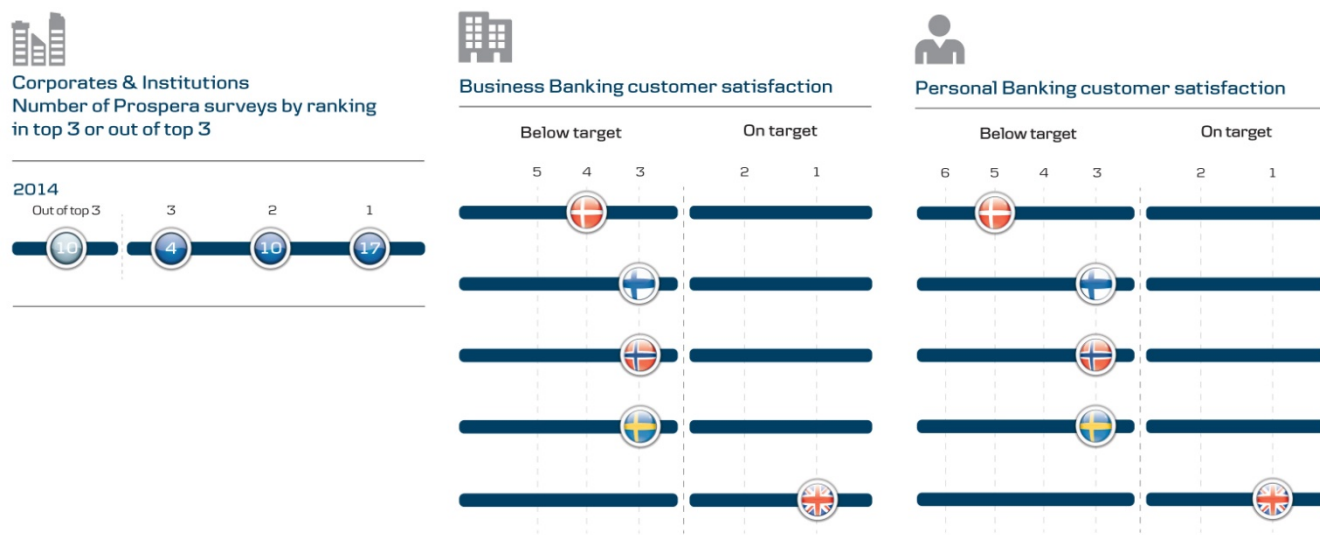 Corporates & Institutions
Number of Prospera surveys by ranking
in top 3 or out of top 3
2014
Out of top 3 3 2 1
10 4 10 17
Business Banking customer satisfaction
Below target On target
5 4 3 2 1
Personal Banking customer satisfaction
Below target On target
6 5 4 3 2 1